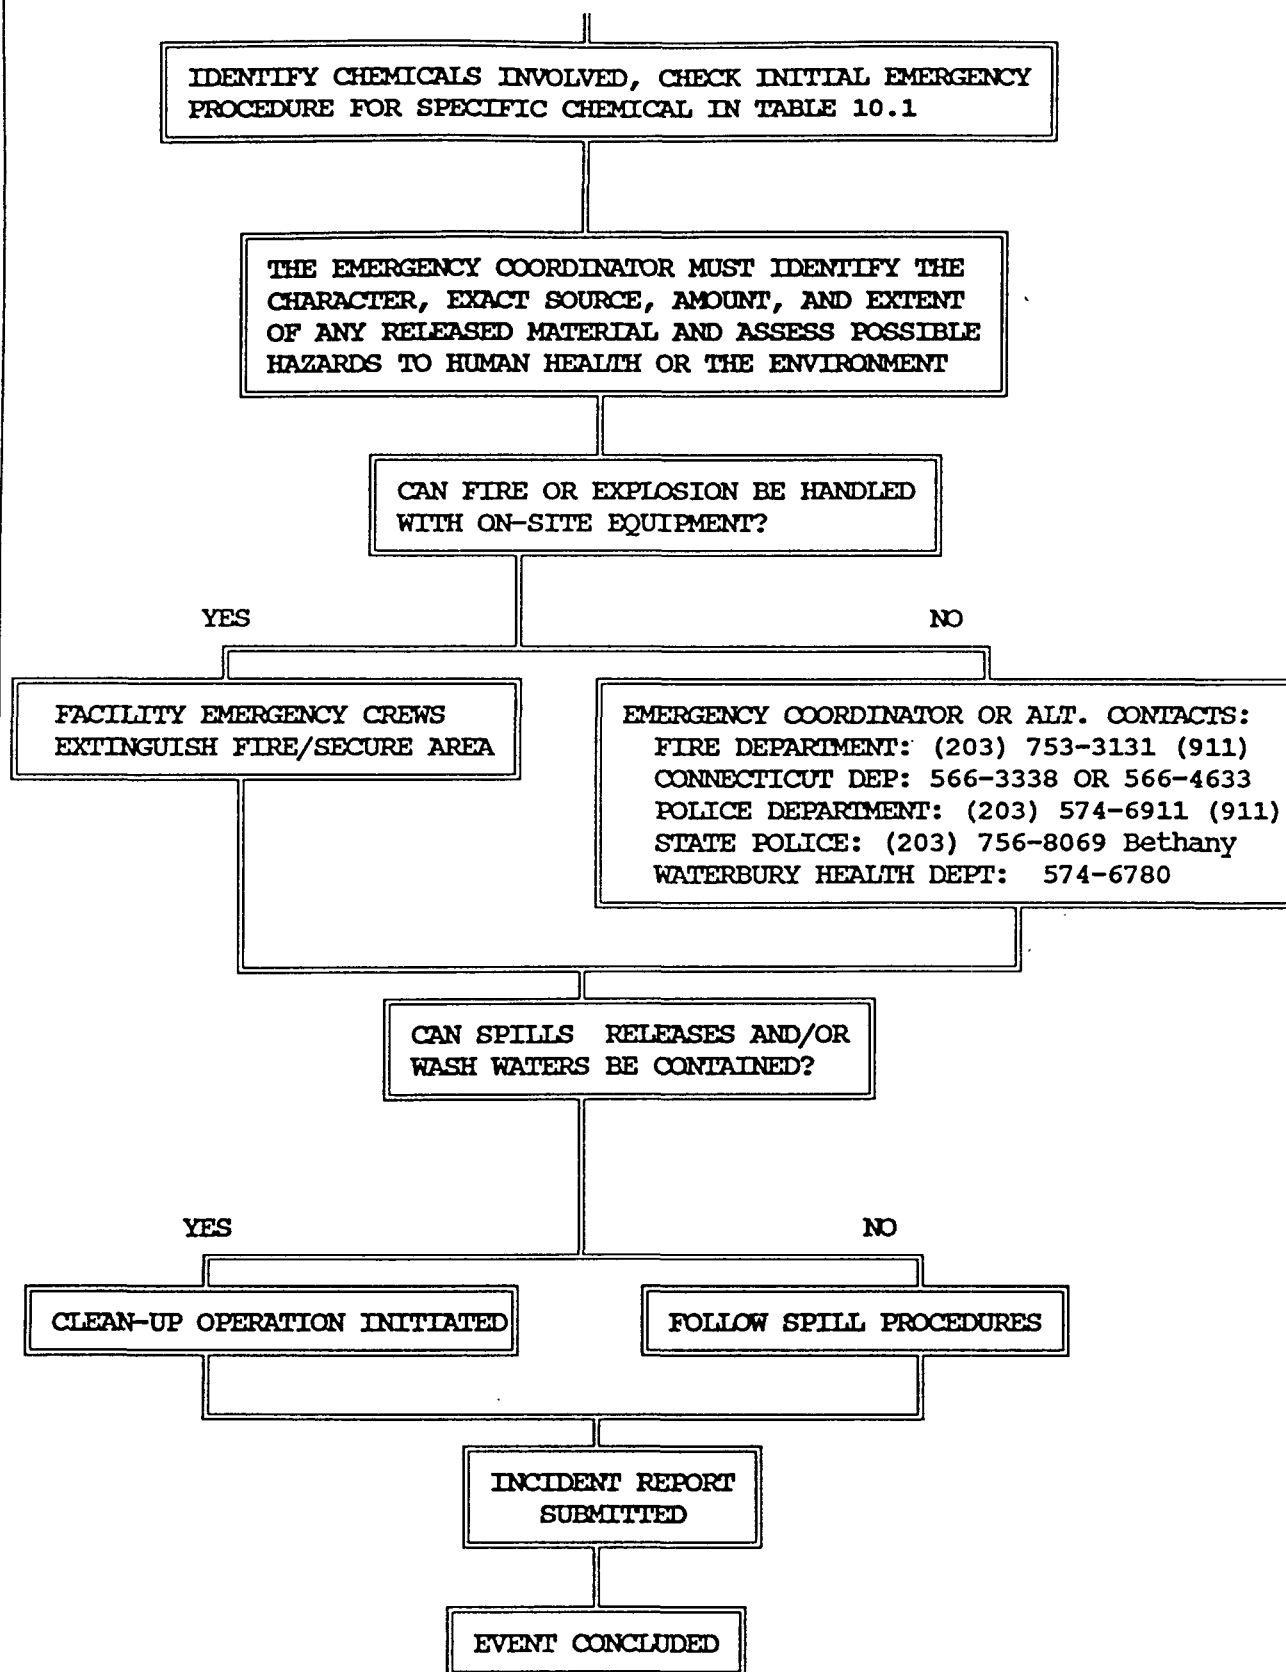 IDENTIFY CHEMICALS INVOLVED, CHECK INITIAL EMERGENCY
PROCEDURE FOR SPECIFIC CHEMICAL IN TABLE 10.1
THE EMERGENCY COORDINATOR MUST IDENTIFY THE
CHARACTER, EXACT SOURCE, AMOUNT, AND EXTENT
OF ANY RELEASED MATERIAL AND ASSESS POSSIBLE
HAZARDS TO HUMAN HEALTH OR THE ENVIRONMENT
CAN FIRE OR EXPLOSION BE HANDLED
WITH ON-SITE EQUIPMENT?
YES
NO
FACILITY EMERGENCY CREWS
EXTINGUISH FIRE/SECURE AREA
EMERGENCY COORDINATOR OR ALT. CONTACTS:
FIRE DEPARTMENT: (203) 753-3131 (911)
CONNECTICUT DEP: 566-3338 OR 566-4633
POLICE DEPARTMENT: (203) 574-6911 (911)
STATE POLICE: (203) 756-8069 Bethany
WATERBURY HEALTH DEPT: 574-6780
CAN SPILLS RELEASES AND/OR
WASH WATERS BE CONTAINED?
YES
NO
CLEAN-UP OPERATION INITIATED
FOLLOW SPILL PROCEDURES
INCIDENT REPORT
SUBMITTED
EVENT CONCLUDED